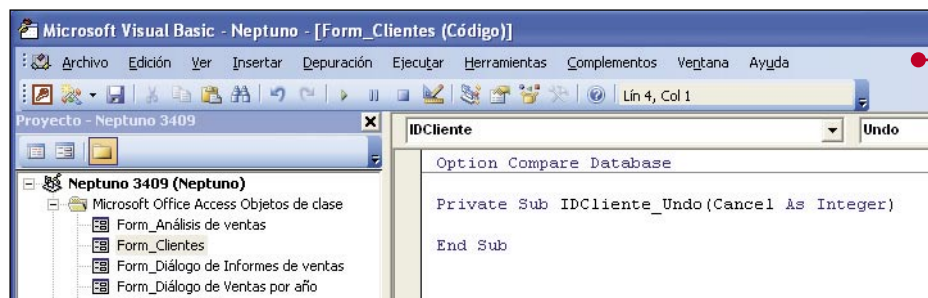 Microsoft Visual Basic - Neptuno - [Form_Clientes (Código)]
Archivo Edición Ver Insertar Depuración Ejecutar Herramientas Complementos Ventana Ayuda
Lín 4, Col 1
Proyecto - Neptuno 3409
IDCliente Undo
Option Compare Database
Neptuno 3409 (Neptuno)
Microsoft Office Access Objetos de clase
Private Sub IDCliente_Undo(Cancel As Integer)
Form_Análisis de ventas
Form_Clientes
End Sub
Form_Diálogo de Informes de ventas
Form_Diálogo de Ventas por año